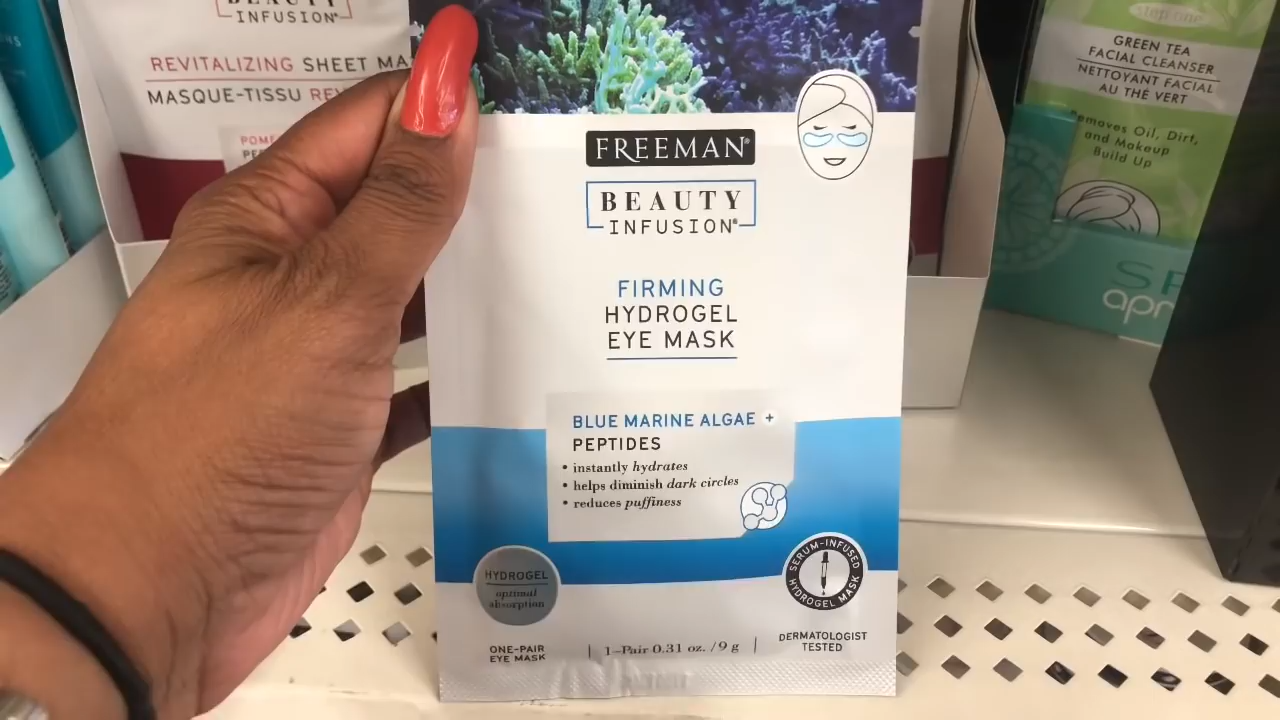 BEAUTY
INFUSION®
REVITALIZING SHEET MA
MASQUE-TISSU REV
FREEMAN®
BEAUTY
INFUSION®
FIRMING
HYDROGEL
EYE MASK
BLUE MARINE ALGAE +
PEPTIDES
• instantly hydrates
• helps diminish dark circles
• reduces puffiness
HYDROGEL
optimal
absorption
SERUM-INFUSED
HYDROGEL MASK
ONE-PAIR
EYE MASK
1–Pair 0.31 oz. /9 g
DERMATOLOGIST
TESTED
step one
GREEN TEA
FACIAL CLEANSER
NETTOYANT FACIAL
AU THÉ VERT
Removes Oil, Dirt,
and Makeup
Build Up